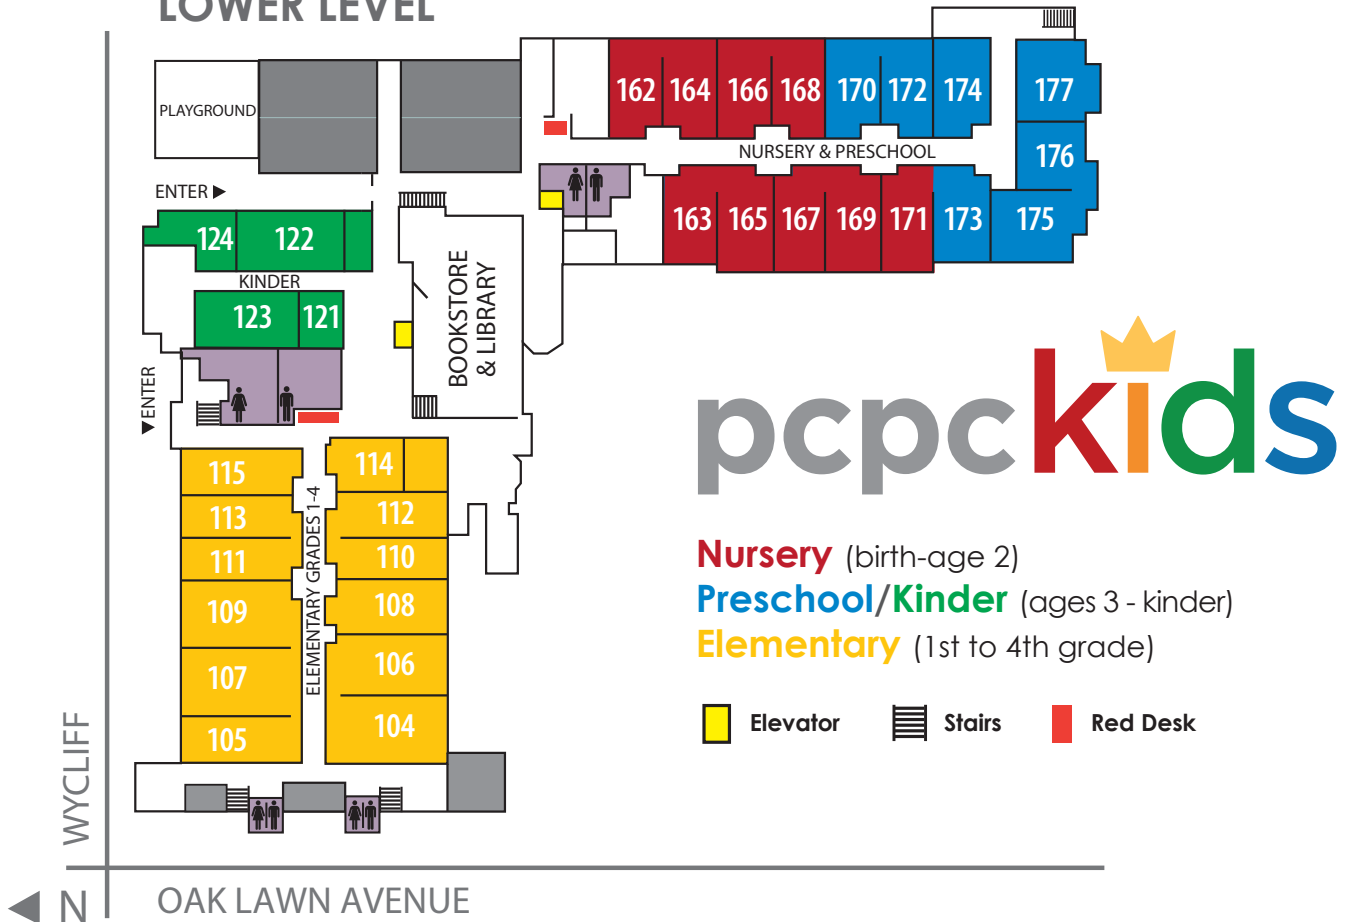 LOWER LEVEL
PLAYGROUND
162 164 166 168 170 172 174 177
NURSERY & PRESCHOOL
176
ENTER
163 165 167 169 171 173 175
124 122
KINDER
123 121
BOOKSTORE
& LIBRARY
ENTER
pcpckids
115 114
113 112
111 110
109 108
107 106
105 104
ELEMENTARY GRADES 1-4
Nursery (birth-age 2)
Preschool/Kinder (ages 3 - kinder)
Elementary (1st to 4th grade)
Elevator Stairs Red Desk
WYCLIFF
N OAK LAWN AVENUE